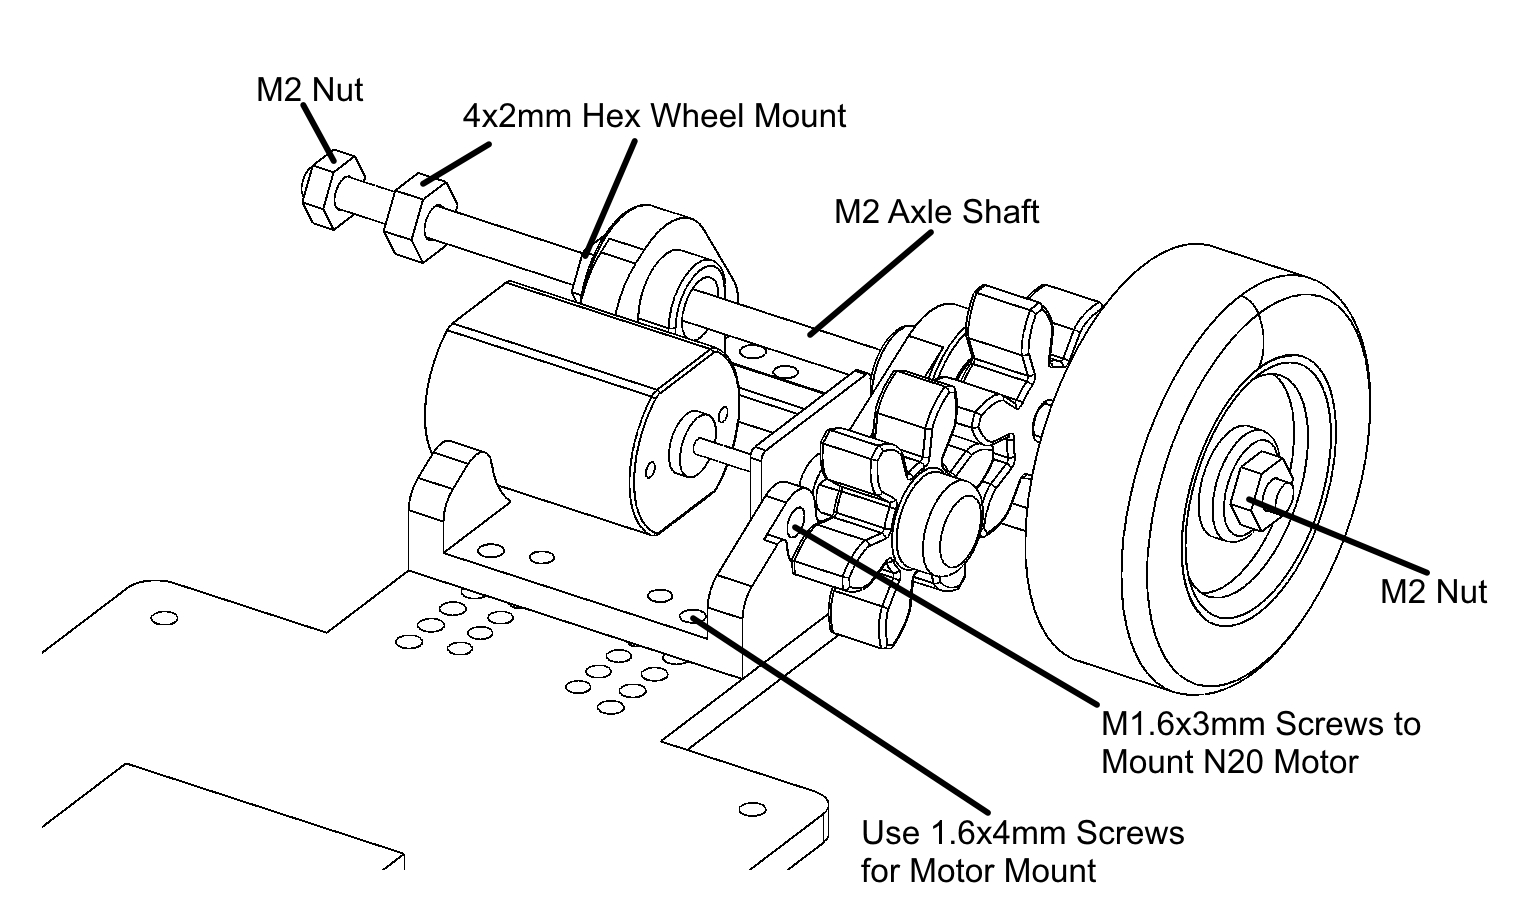 M2 Nut
4x2mm Hex Wheel Mount
M2 Axle Shaft
M2 Nut
M1.6x3mm Screws to
Mount N20 Motor
Use 1.6x4mm Screws
for Motor Mount